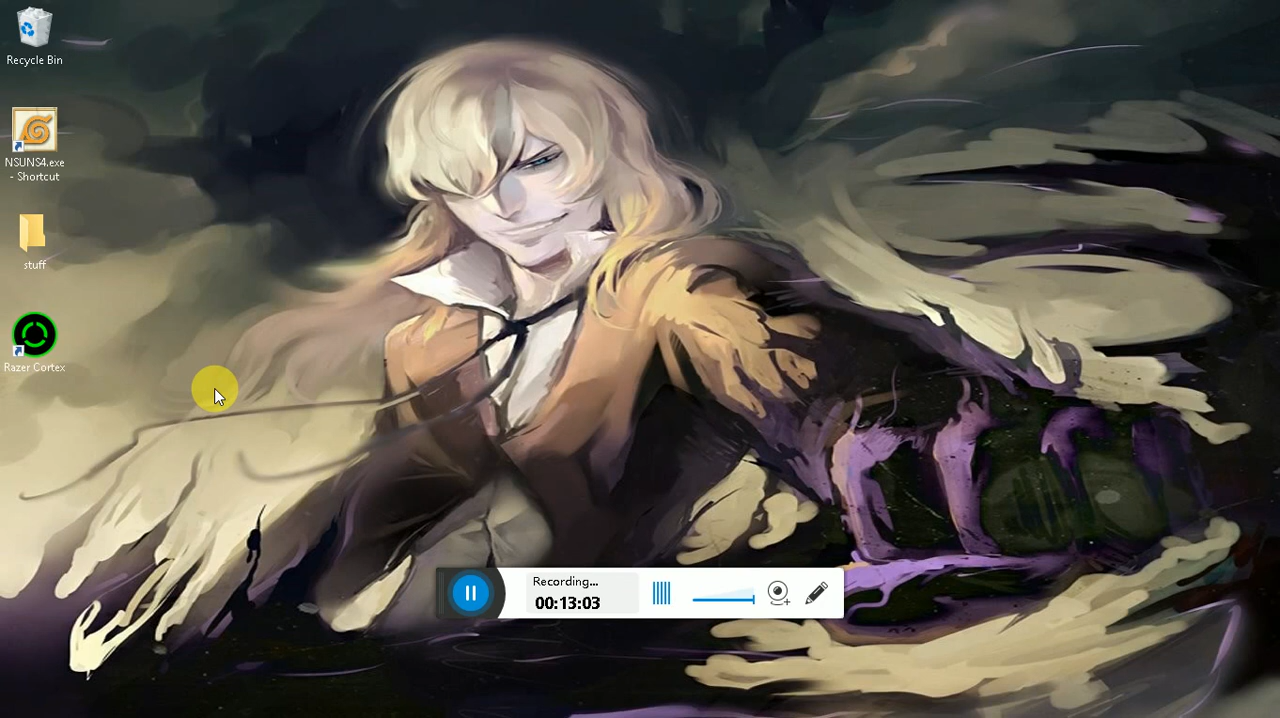 Recycle Bin
NSUNS4.exe
- Shortcut
stuff
Razer Cortex
Recording...
00:13:03